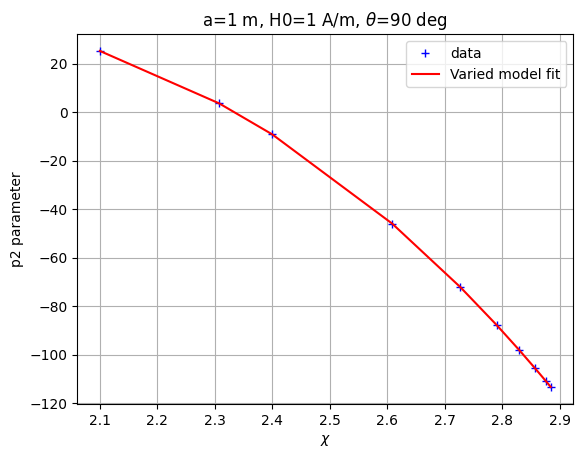 a=1 m, H0=1 A/m, θ=90 deg
data
Varied model fit
p2 parameter
20
0
−20
−40
−60
−80
−100
−120
2.1 2.2 2.3 2.4 2.5 2.6 2.7 2.8 2.9
χ